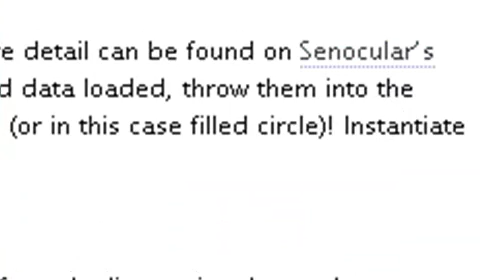 detail can be found on Senocular's
data loaded, throw them into the
(or in this case filled circle)! Instantiate